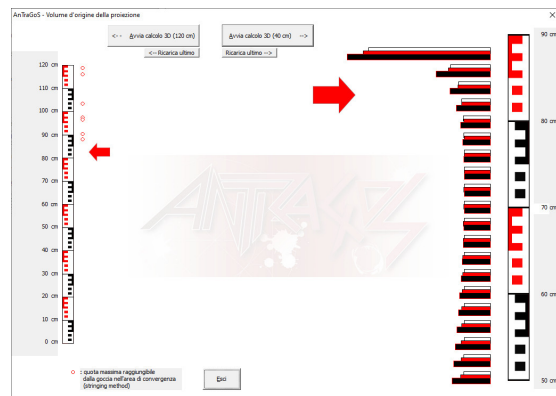 AnTraGoS - Volume d'origine della proiezione
<-- Avvia calcolo 3D (120 cm)
Avvia calcolo 3D (40 cm) -->
<-- Ricarica ultimo
Ricarica ultimo -->
90 cm
120 cm
110 cm
100 cm
90 cm
80 cm
80 cm
70 cm
60 cm
70 cm
50 cm
40 cm
30 cm
60 cm
20 cm
10 cm
0 cm
50 cm
ANTRAGOS
: quota massima raggiungibile
dalla goccia nell'area di convergenza
(stringing method)
Esci